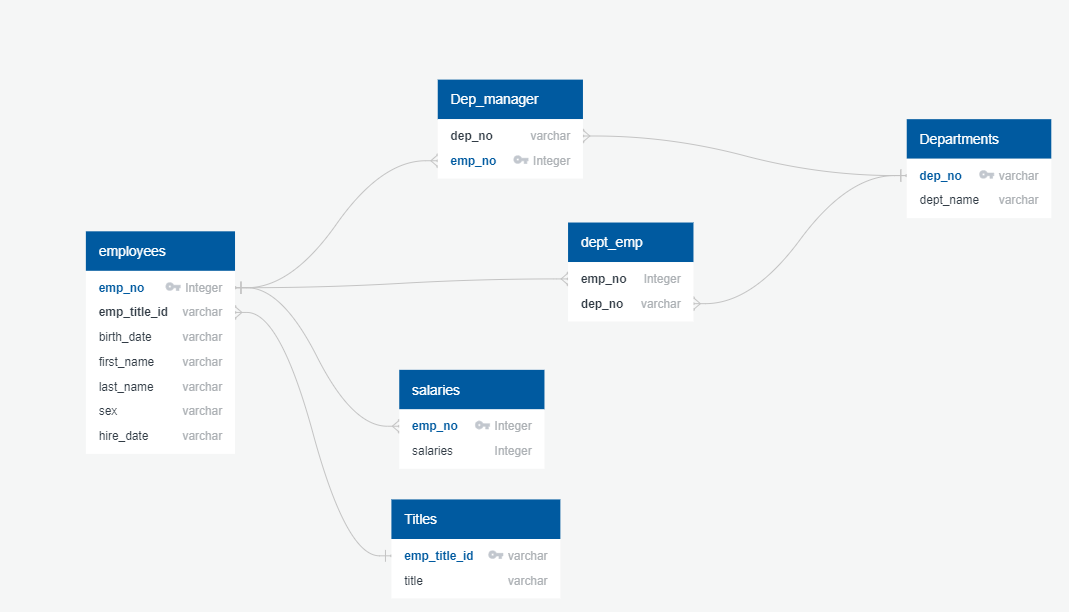 Dep_manager
dep_no varchar
emp_no Integer
Departments
dep_no varchar
dept_name varchar
dept_emp
emp_no Integer
dep_no varchar
employees
emp_no Integer
emp_title_id varchar
birth_date varchar
first_name varchar
last_name varchar
sex varchar
hire_date varchar
salaries
emp_no Integer
salaries Integer
Titles
emp_title_id varchar
title varchar